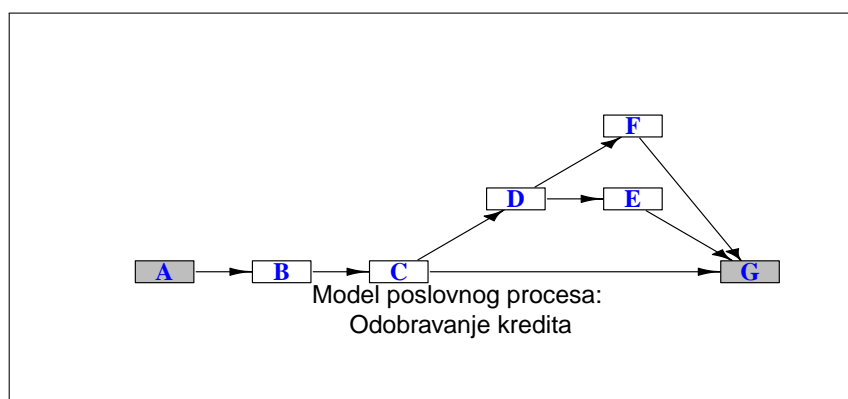 F
D
E
A
B
C
G
Model poslovnog procesa:
Odobravanje kredita